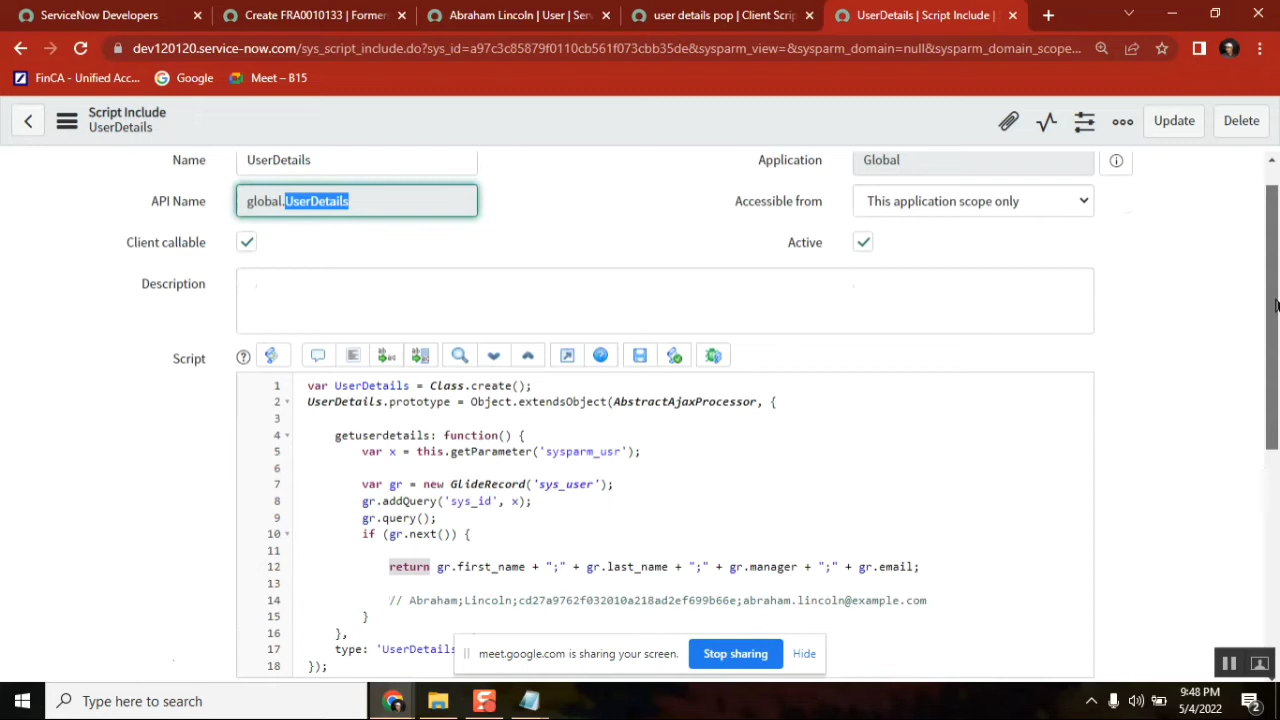 ServiceNow Developers
Create FRA0010133 | Former
Abraham Lincoln | User | Serv
user details pop | Client Scrip
UserDetails | Script Include |
dev120120.service-now.com/sys_script_include.do?sys_id=a97c3c85879f0110cb561f073cbb35de&sysparm_view=&sysparm_domain=null&sysparm_domain_scope...
FinCA - Unified Acc...
Google
Meet – B15
Script Include
UserDetails
Update
Delete
Name
UserDetails
Application
Global
API Name
global.UserDetails
Accessible from
This application scope only
Client callable
Active
Description
Script
1 var UserDetails = Class.create();
2 UserDetails.prototype = Object.extendsObject(AbstractAjaxProcessor, {
3
4 getuserdetails: function() {
5 var x = this.getParameter('sysparm_usr');
6
7 var gr = new GlideRecord('sys_user');
8 gr.addQuery('sys_id', x);
9 gr.query();
10 if (gr.next()) {
11
12 return gr.first_name + ";" + gr.last_name + ";" + gr.manager + ";" + gr.email;
13
14 // Abraham;Lincoln;cd27a9762f032010a218ad2ef699b66e;abraham.lincoln@example.com
15 }
16 },
17 type: 'UserDetails
18 });
meet.google.com is sharing your screen.
Stop sharing
Hide
Type here to search
9:48 PM
5/4/2022
2